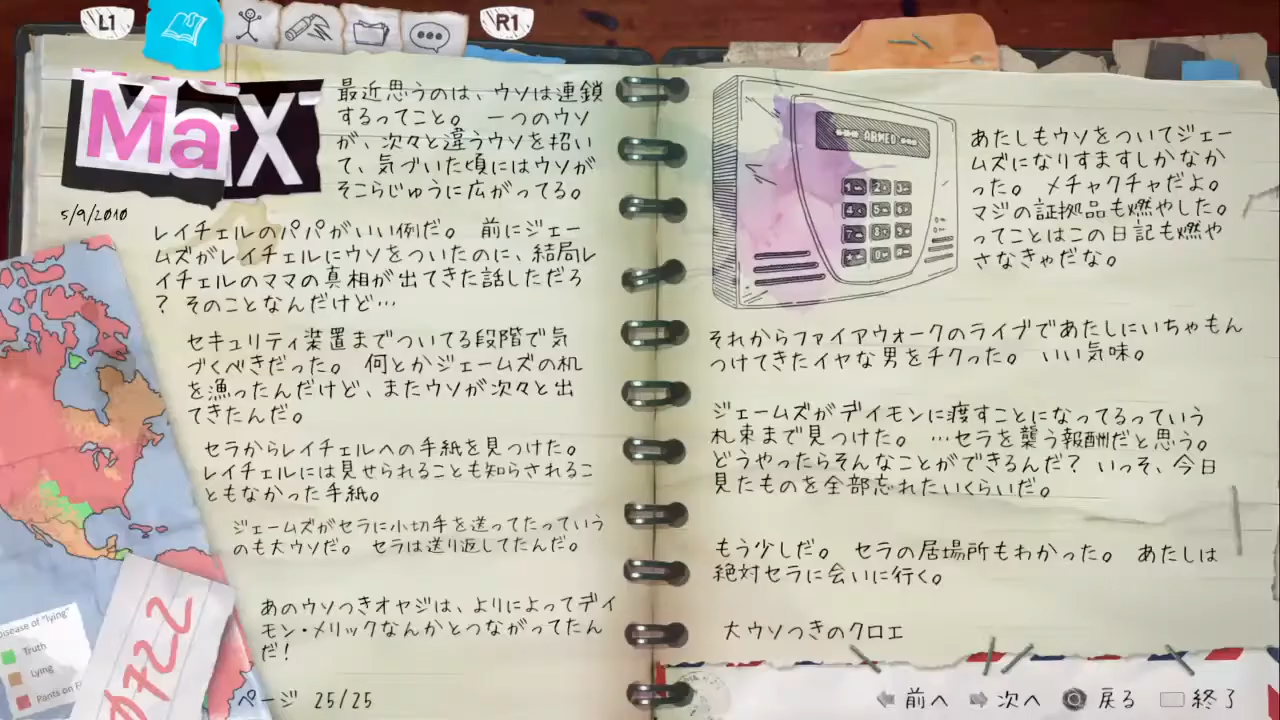 L1
R1
MaX
最近思うのは、ウソは連鎖
するってこと。 一つのウソ
が、次々と違うウソを招い
て、気づいた頃にはウソが
そこらじゅうに広がってる。
5/9/2010
レイチェルのパパがいい例だ。 前にジェー
ムズがレイチェルにウソをついたのに、結局レ
イチェルのママの真相が出てきた話しただろ
? そのことなんだけど…
セキュリティ装置までついてる段階で気
づくべきだった。 何とかジェームズの机
を漁ったんだけど、またウソが次々と出
てきたんだ。
セラからレイチェルへの手紙を見つけた。
レイチェルには見せられることも知らされるこ
ともなかった手紙。
ジェームズがセラに小切手を送ってたっていう
のも大ウソだ。 セラは送り返してたんだ。
あのウソつきオヤジは、よりによってデイ
モン・メリックなんかとつながってたん
だ!
Disease of "lying"
Truth
Lying
Pants on
0722
ページ 25/25
ARMED
1
2
3
4
5
6
7
8
9
0
あたしもウソをついてジェー
ムズになりすますしかなか
った。 メチャクチャだよ。
マジの証拠品も燃やした。
ってことはこの日記も燃や
さなきゃだな。
それからファイアウォークのライブであたしにいちゃもん
つけてきたイヤな男をチクった。 いい気味。
ジェームズがデイモンに渡すことになってるっていう
札束まで見つけた。 …セラを襲う報酬だと思う。
どうやったらそんなことができるんだ? いっそ、今日
見たものを全部忘れたいくらいだ。
もう少しだ。 セラの居場所もわかった。 あたしは
絶対セラに会いに行く。
大ウソつきのクロエ
前へ 次へ 戻る 終了